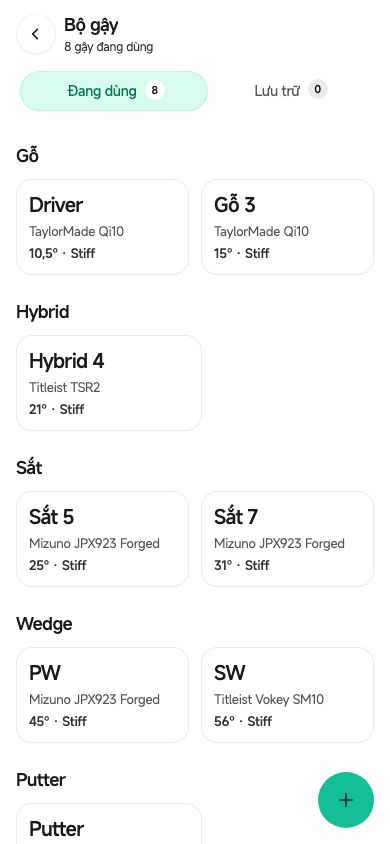 Bộ gậy
8 gậy đang dùng
Đang dùng 8
Lưu trữ 0
Gỗ
Driver
TaylorMade Qi10
10,5° · Stiff
Gỗ 3
TaylorMade Qi10
15° · Stiff
Hybrid
Hybrid 4
Titleist TSR2
21° · Stiff
Sắt
Sắt 5
Mizuno JPX923 Forged
25° · Stiff
Sắt 7
Mizuno JPX923 Forged
31° · Stiff
Wedge
PW
Mizuno JPX923 Forged
45° · Stiff
SW
Titleist Vokey SM10
56° · Stiff
Putter
Putter